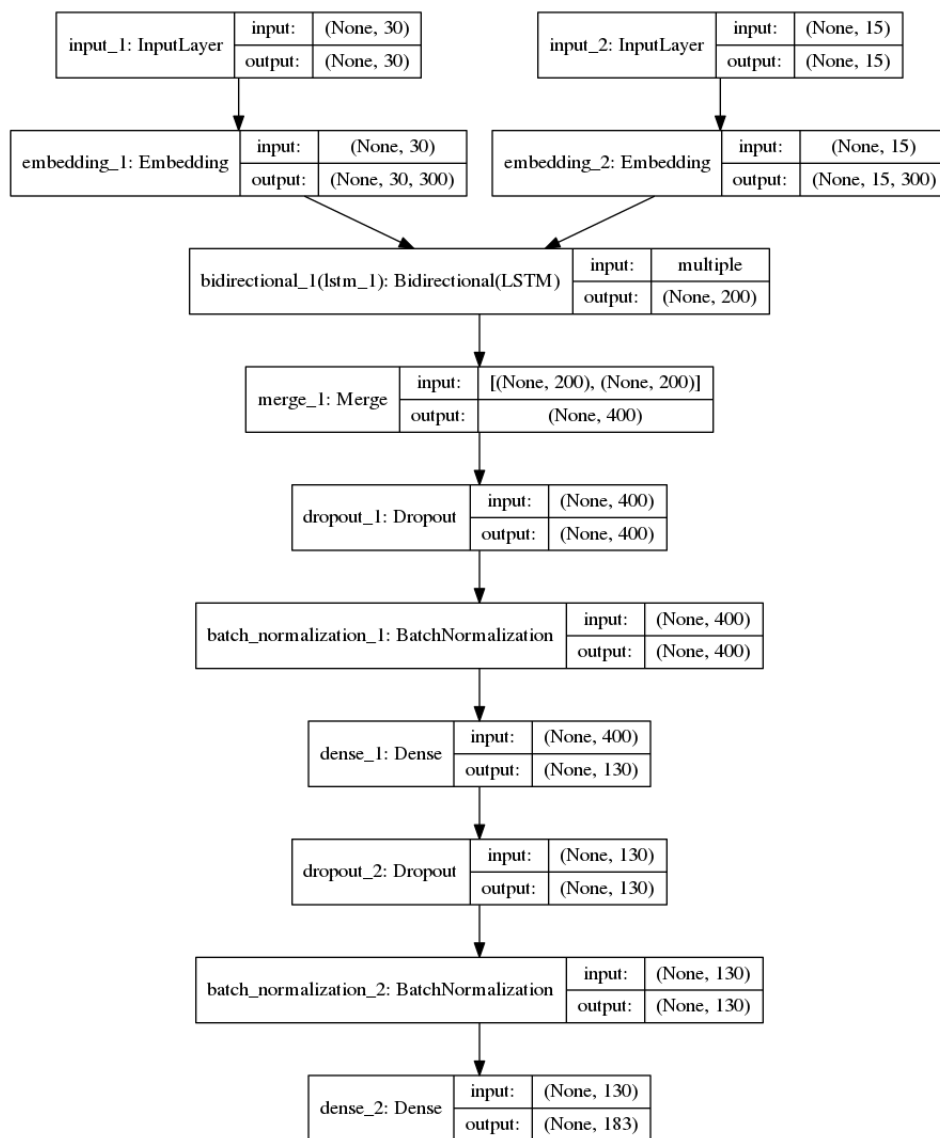 input_1: InputLayer input: (None, 30)
output: (None, 30)
input_2: InputLayer input: (None, 15)
output: (None, 15)
embedding_1: Embedding input: (None, 30)
output: (None, 30, 300)
embedding_2: Embedding input: (None, 15)
output: (None, 15, 300)
bidirectional_1(lstm_1): Bidirectional(LSTM) input: multiple
output: (None, 200)
merge_1: Merge input: [(None, 200), (None, 200)]
output: (None, 400)
dropout_1: Dropout input: (None, 400)
output: (None, 400)
batch_normalization_1: BatchNormalization input: (None, 400)
output: (None, 400)
dense_1: Dense input: (None, 400)
output: (None, 130)
dropout_2: Dropout input: (None, 130)
output: (None, 130)
batch_normalization_2: BatchNormalization input: (None, 130)
output: (None, 130)
dense_2: Dense input: (None, 130)
output: (None, 183)